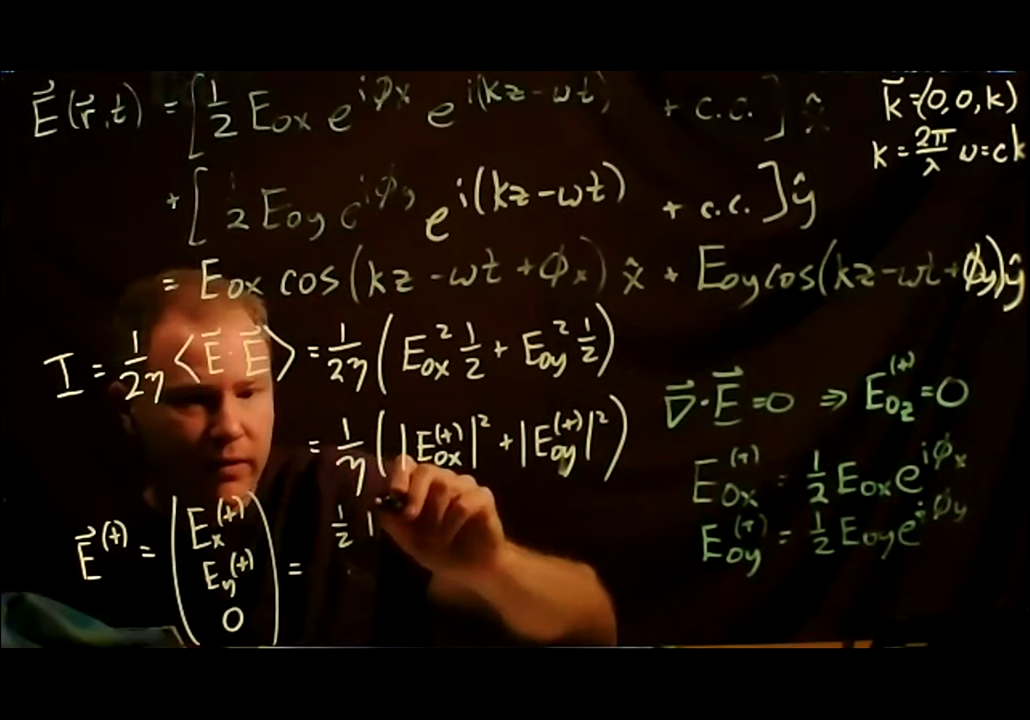 E⃗(r⃗,t) = [1/2 E₀ₓ e^{iφₓ} e^{i(kz-ωt)} + c.c.] x̂
+ [1/2 E₀y e^{iφy} e^{i(kz-ωt)} + c.c.] ŷ
= E₀ₓ cos(kz-ωt+φₓ) x̂ + E₀y cos(kz-ωt+φy) ŷ
k⃗=(0,0,k)
k = 2π/λ ω=ck
I = 1/2η ⟨E⃗·E⃗⟩ = 1/2η (E₀ₓ² 1/2 + E₀y² 1/2)
= 1/η (|E₀ₓ^(+)|² + |E₀y^(+)|²)
∇⃗·E⃗=0 ⇒ E₀z^(+)=0
E₀ₓ^(+) = 1/2 E₀ₓ e^{iφₓ}
E₀y^(+) = 1/2 E₀y e^{iφy}
E⃗^(+) = (Eₓ^(+) Ey^(+) 0) = 1/2